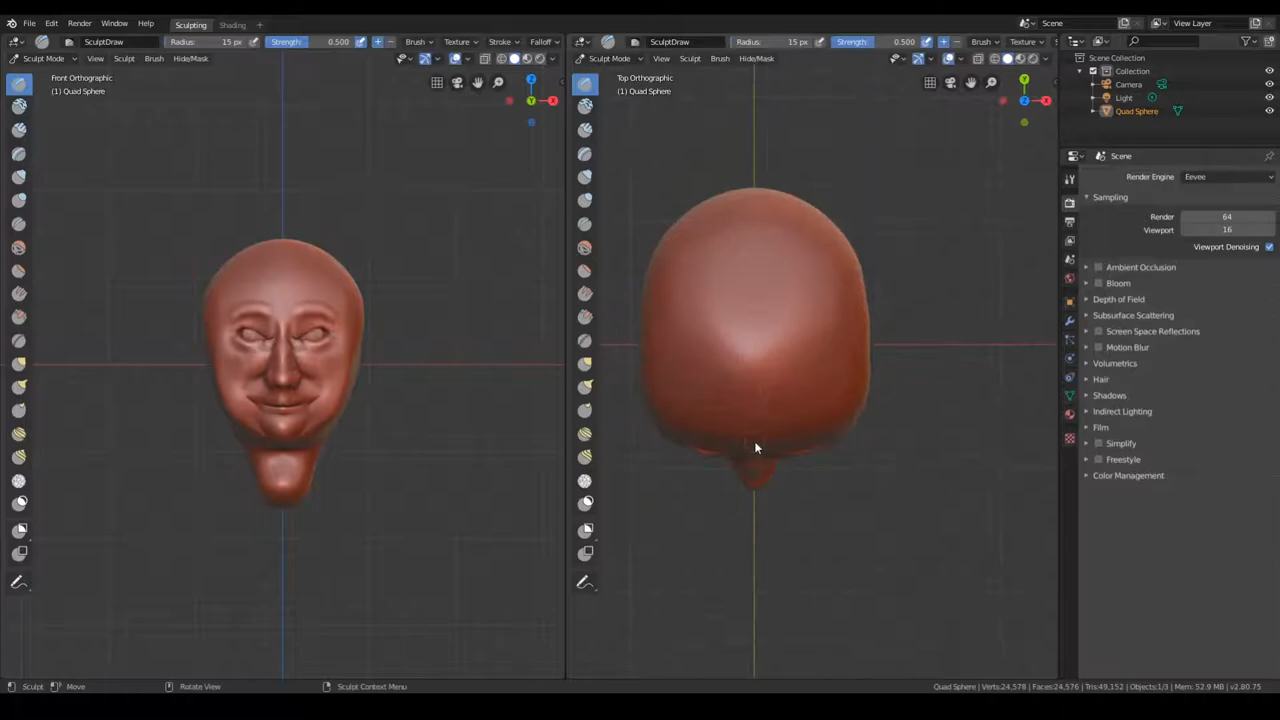 File Edit Render Window Help Sculpting Shading + Scene View Layer
SculptDraw Radius: 15 px Strength: 0.500 Brush Texture Stroke Falloff
SculptDraw Radius: 15 px Strength: 0.500 Brush Texture
Sculpt Mode View Sculpt Brush Hide/Mask
Sculpt Mode View Sculpt Brush Hide/Mask
Front Orthographic
(1) Quad Sphere
Z
Y X
Top Orthographic
(1) Quad Sphere
Y
Z X
Scene Collection
Collection
Camera
Light
Quad Sphere
Scene
Render Engine Eevee
Sampling
Render 64
Viewport 16
Viewport Denoising
Ambient Occlusion
Bloom
Depth of Field
Subsurface Scattering
Screen Space Reflections
Motion Blur
Volumetrics
Hair
Shadows
Indirect Lighting
Film
Simplify
Freestyle
Color Management
Sculpt Move Rotate View Sculpt Context Menu Quad Sphere | Verts:24,578 | Faces:24,576 | Tris:49,152 | Objects:1/3 | Mem: 52.9 MB | v2.80.75